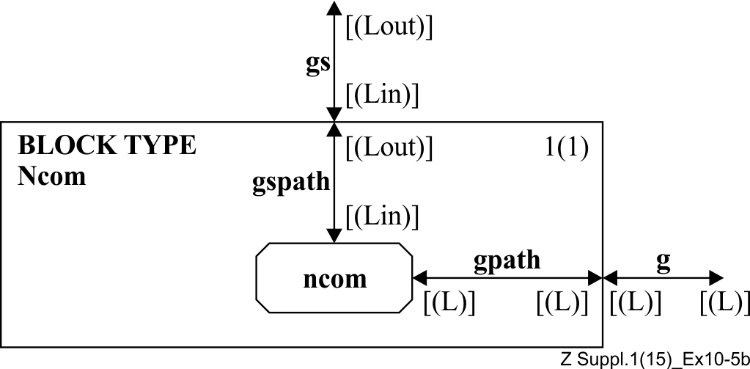 [(Lout)]
gs
[(Lin)]
BLOCK TYPE
Ncom
[(Lout)]
1(1)
gspath
[(Lin)]
ncom
gpath
g
[(L)]
[(L)]
[(L)]
[(L)]
Z Suppl.1(15)_Ex10-5b